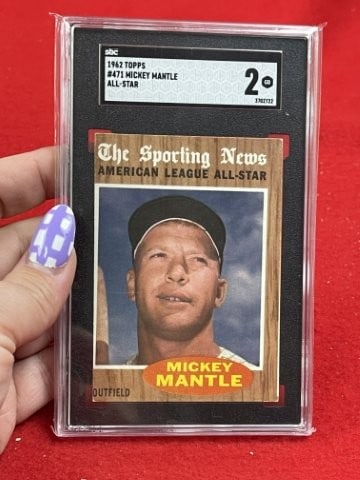 sgc
1962 TOPPS
#471 MICKEY MANTLE
ALL-STAR
2
3702722
The Sporting News
AMERICAN LEAGUE ALL-STAR
MICKEY
MANTLE
OUTFIELD